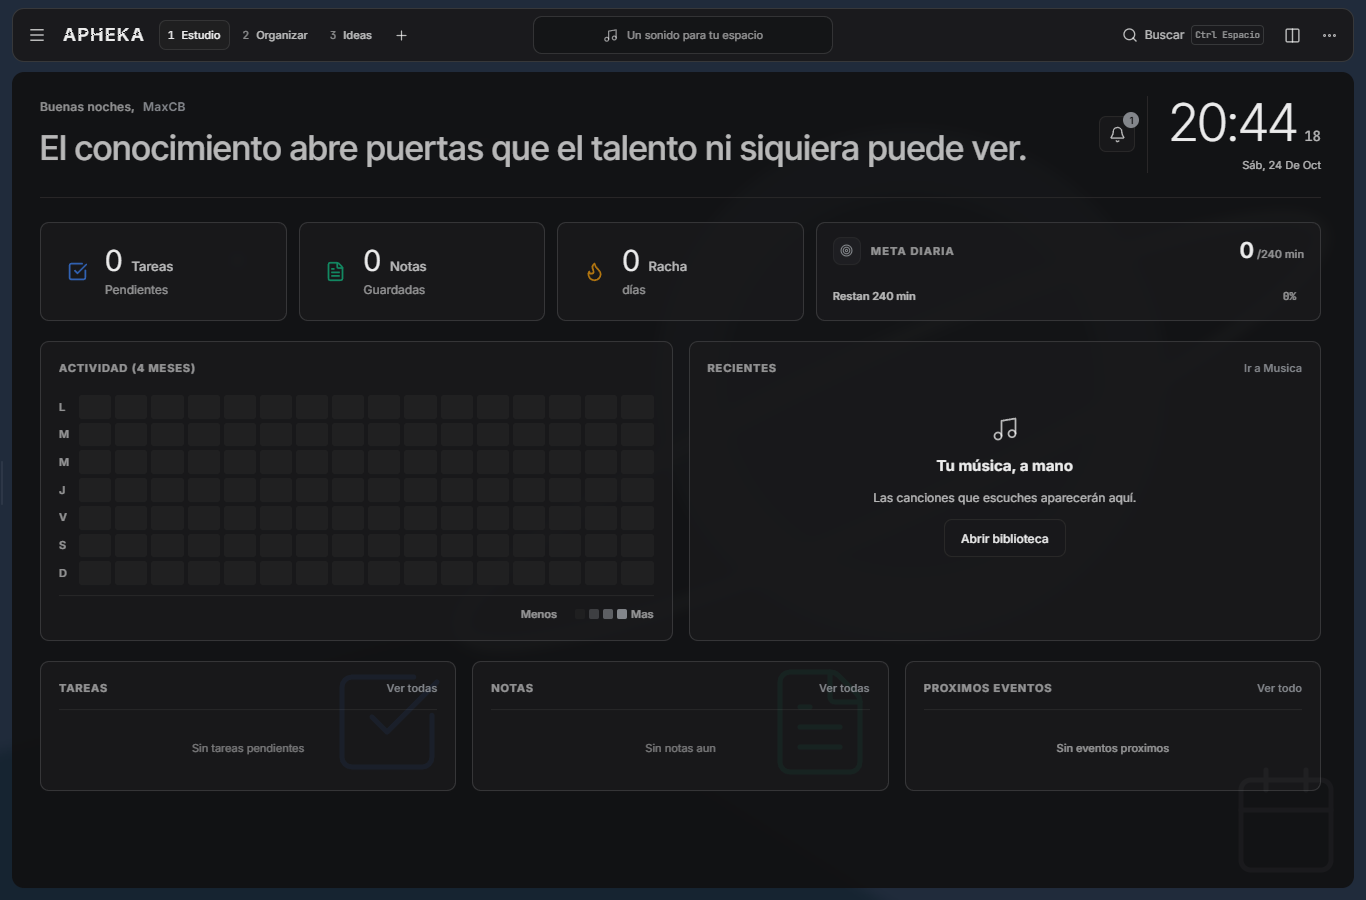 APHEKA 1 Estudio 2 Organizar 3 Ideas + Un sonido para tu espacio Buscar Ctrl Espacio ...
Buenas noches, MaxCB
El conocimiento abre puertas que el talento ni siquiera puede ver.
1
20:44 18
Sáb, 24 De Oct
0 Tareas
Pendientes
0 Notas
Guardadas
0 Racha
días
META DIARIA
0 /240 min
Restan 240 min
0%
ACTIVIDAD (4 MESES)
L
M
M
J
V
S
D
Menos Mas
RECIENTES
Ir a Musica
Tu música, a mano
Las canciones que escuches aparecerán aquí.
Abrir biblioteca
TAREAS
Ver todas
Sin tareas pendientes
NOTAS
Ver todas
Sin notas aun
PROXIMOS EVENTOS
Ver todo
Sin eventos proximos